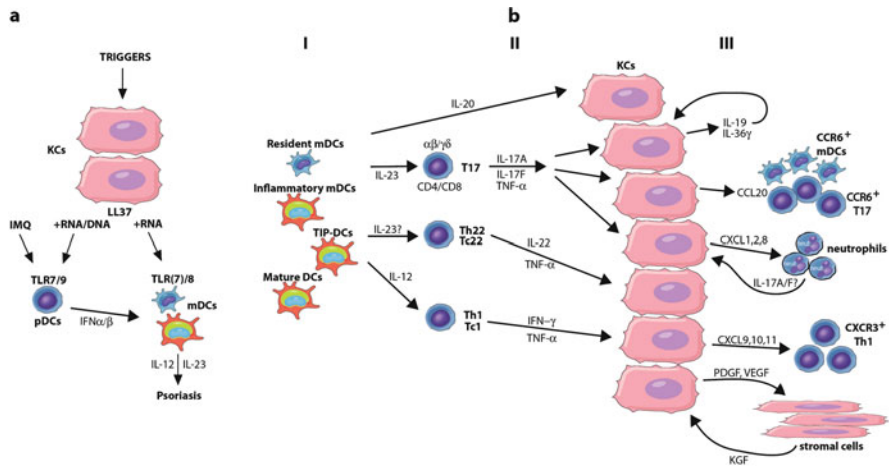 a
TRIGGERS
KCs
LL37
IMQ
+RNA/DNA
+RNA
TLR7/9
pDCs
IFNα/β
TLR(7)/8
mDCs
IL-12
IL-23
Psoriasis
b
I
II
III
KCs
IL-20
Resident mDCs
IL-23
αβ/γδ
T17
CD4/CD8
IL-17A
IL-17F
TNF-α
Inflammatory mDCs
TIP-DCs
IL-23?
Th22
Tc22
IL-22
TNF-α
Mature DCs
IL-12
Th1
Tc1
IFN-γ
TNF-α
IL-19
IL-36γ
CCL20
CCR6+
mDCs
CCR6+
T17
CXCL1,2,8
neutrophils
IL-17A/F?
CXCL9,10,11
CXCR3+
Th1
PDGF, VEGF
stromal cells
KGF